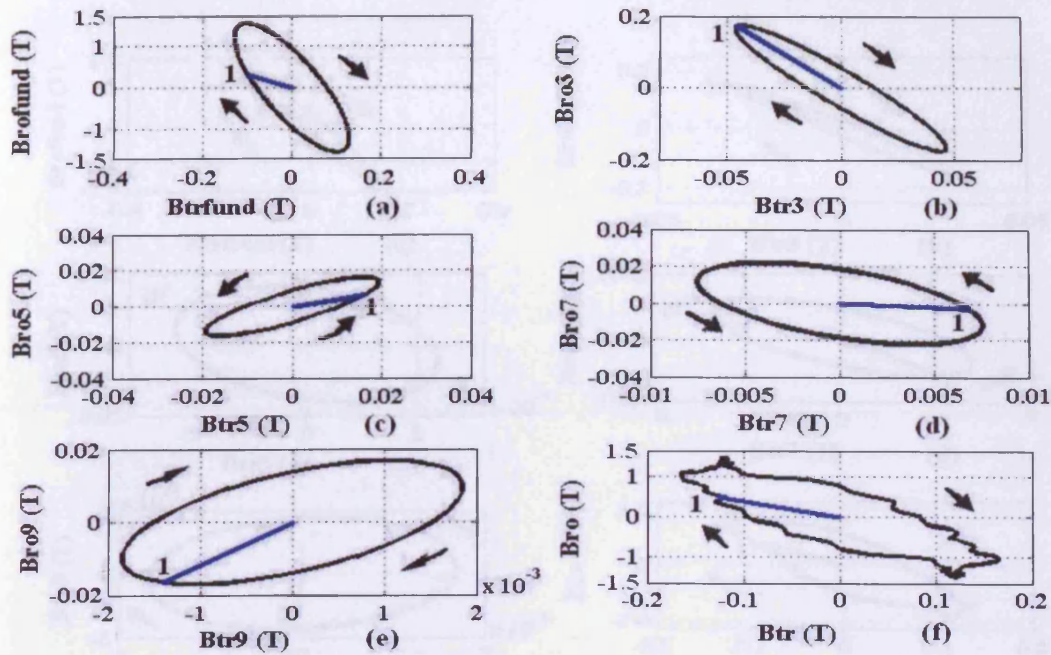 1.5
1
0
-1
-1.5
Brofund (T)
1
-0.4 -0.2 0 0.2 0.4
Btrfund (T) (a)
0.2
0
-0.2
Bro3 (T)
1
-0.05 0 0.05
Btr3 (T) (b)
0.04
0.02
0
-0.02
-0.04
Bro5 (T)
1
-0.04 -0.02 0 0.02 0.04
Btr5 (T) (c)
0.04
0.02
0
-0.02
-0.04
Bro7 (T)
1
-0.01 -0.005 0 0.005 0.01
Btr7 (T) (d)
0.02
0
-0.02
Bro9 (T)
1
-2 -1 0 1 2
x10⁻³
Btr9 (T) (e)
1.5
1
0
-1
-1.5
Bro (T)
1
-0.2 -0.1 0 0.1 0.2
Btr (T) (f)